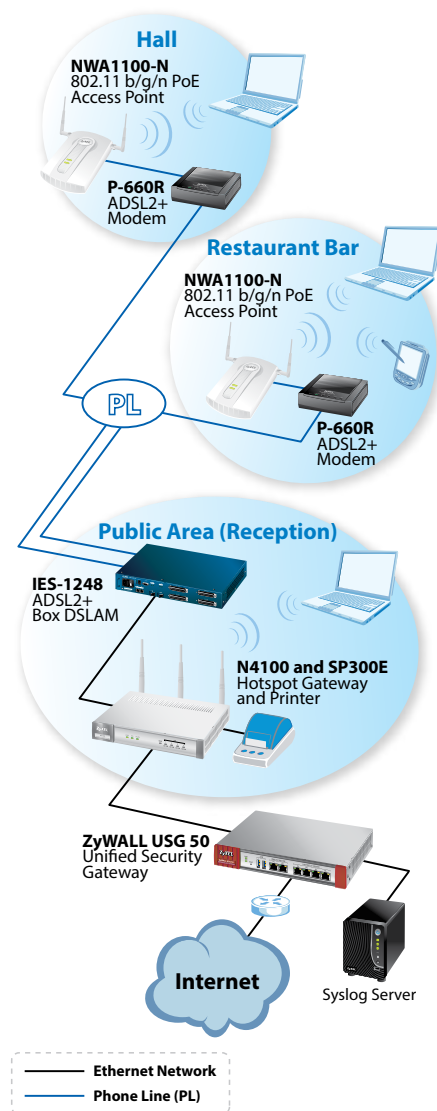 Hall
NWA1100-N
802.11 b/g/n PoE
Access Point
P-660R
ADSL2+
Modem
Restaurant Bar
NWA1100-N
802.11 b/g/n PoE
Access Point
P-660R
ADSL2+
Modem
PL
Public Area (Reception)
IES-1248
ADSL2+
Box DSLAM
N4100 and SP300E
Hotspot Gateway
and Printer
ZyWALL USG 50
Unified Security
Gateway
ZyXEL
Internet
Syslog Server
Ethernet Network
Phone Line (PL)